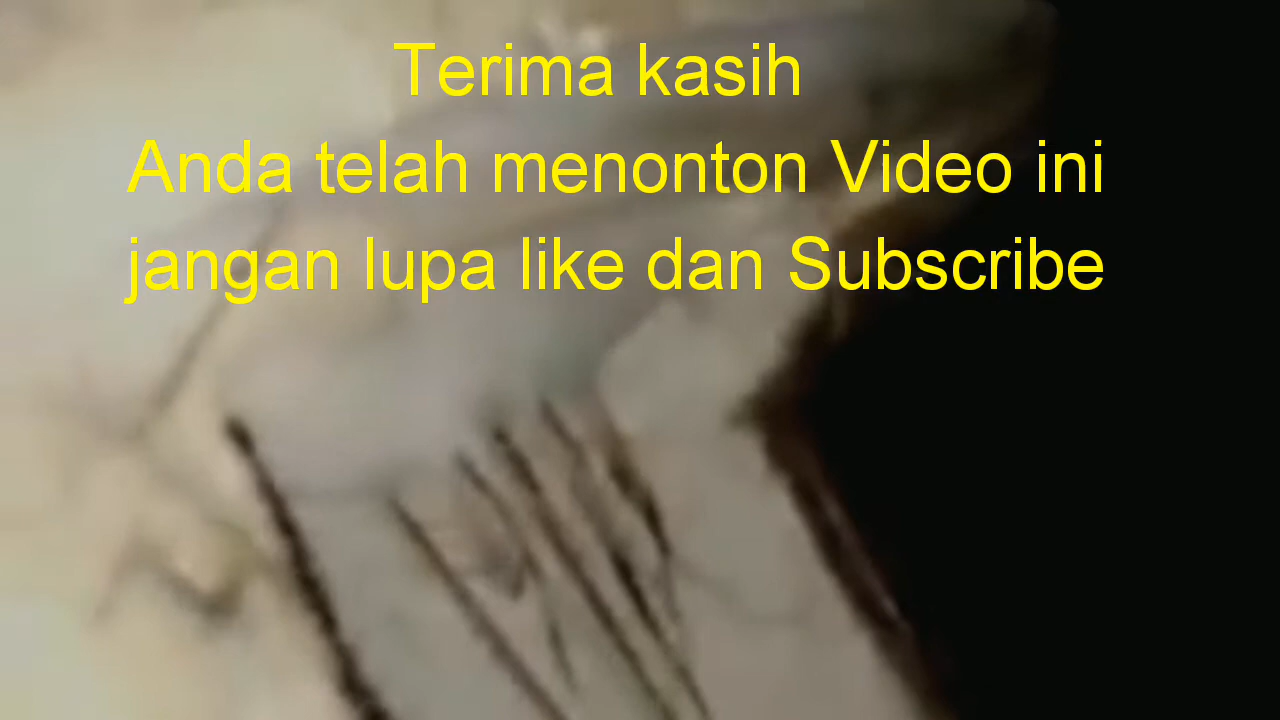 Terima kasih
Anda telah menonton Video ini
jangan lupa like dan Subscribe